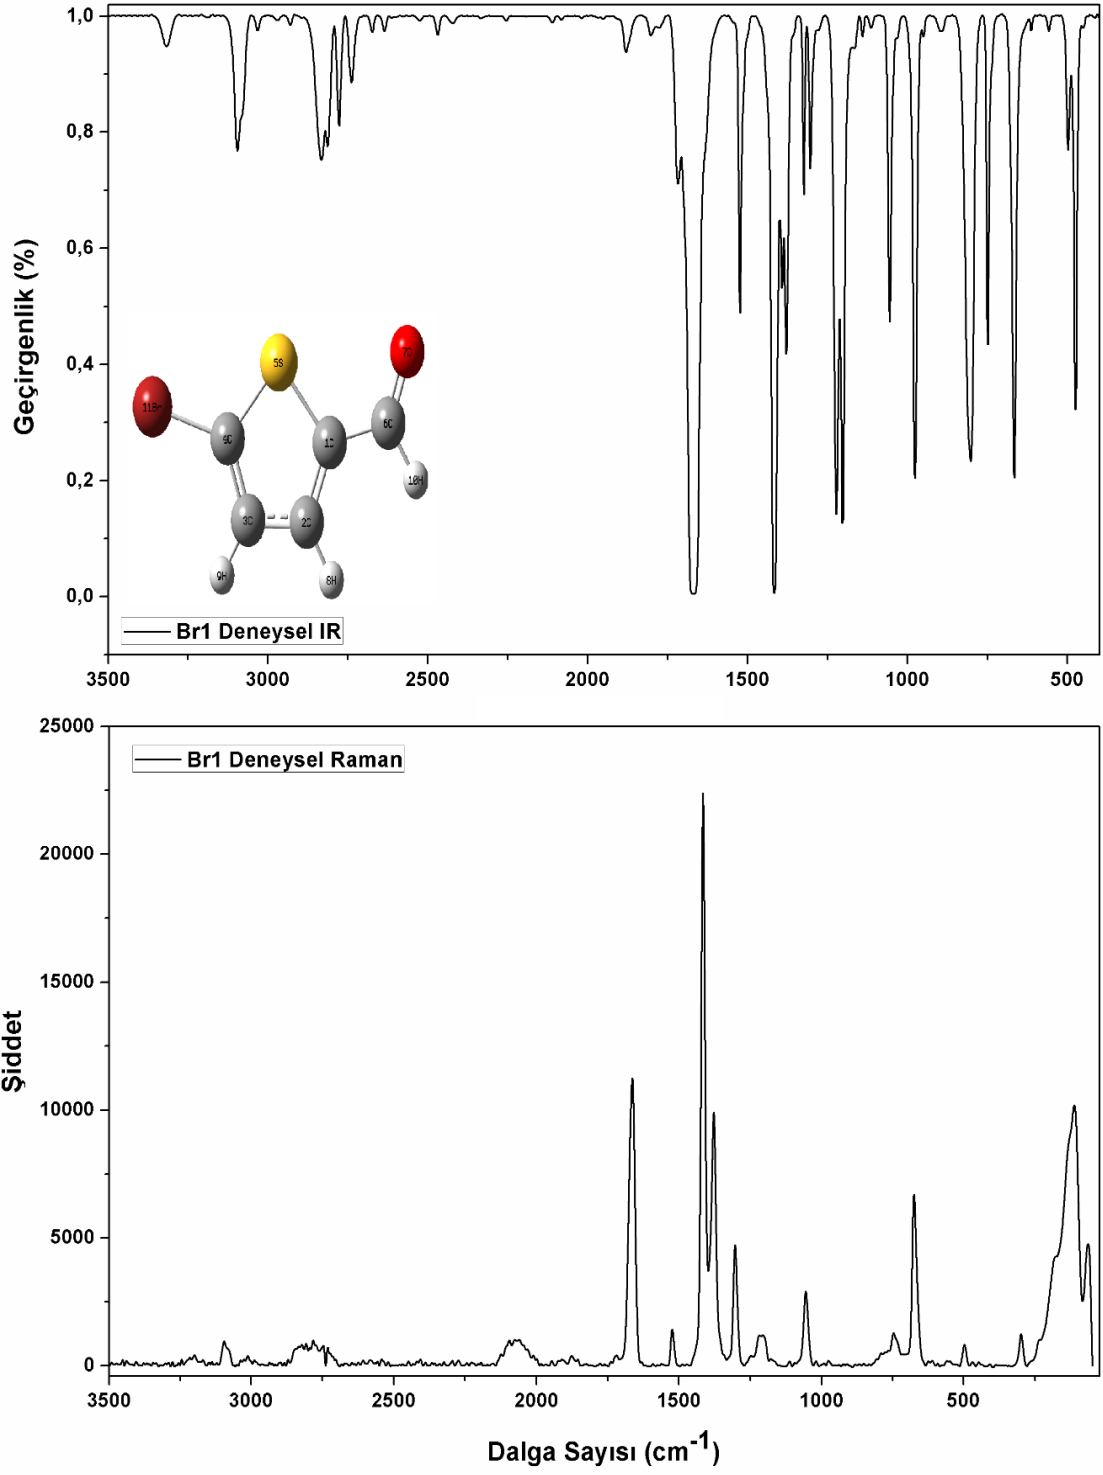 1,0
0,8
0,6
0,4
0,2
0,0
Geçirgenlik (%)
5S
7O
11Br
4C
1C
6C
10H
3C
2C
9H
8H
Br1 Deneysel IR
3500 3000 2500 2000 1500 1000 500
25000
20000
15000
10000
5000
0
Şiddet
Br1 Deneysel Raman
3500 3000 2500 2000 1500 1000 500
Dalga Sayısı (cm⁻¹)